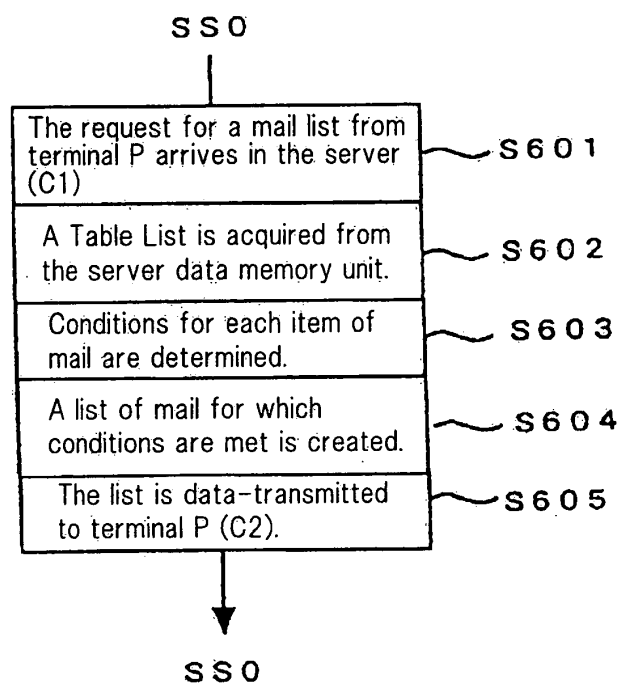 SS0
The request for a mail list from
terminal P arrives in the server
(C1)
S601
A Table List is acquired from
the server data memory unit.
S602
Conditions for each item of
mail are determined.
S603
A list of mail for which
conditions are met is created.
S604
The list is data-transmitted
to terminal P (C2).
S605
SS0